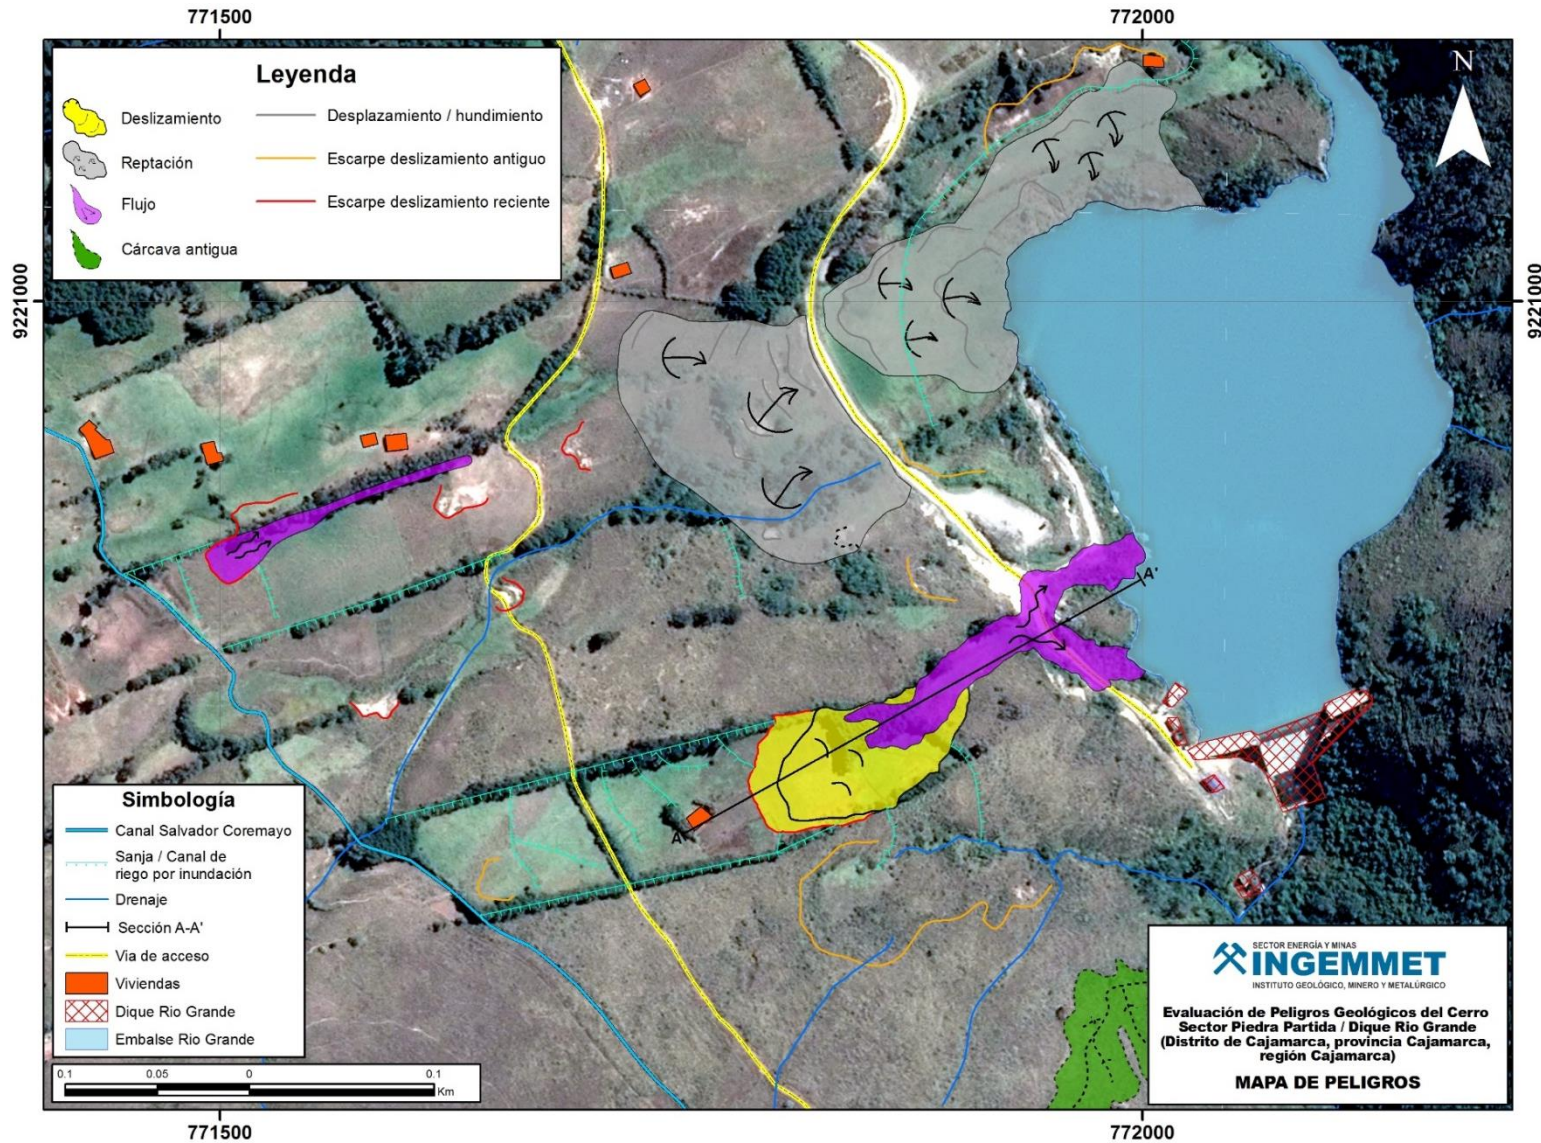 771500
772000
Leyenda
Deslizamiento
Reptación
Flujo
Cárcava antigua
Desplazamiento / hundimiento
Escarpe deslizamiento antiguo
Escarpe deslizamiento reciente
N
9221000
9221000
A'
A
Simbología
Canal Salvador Coremayo
Sanja / Canal de
riego por inundación
Drenaje
Sección A-A'
Via de acceso
Viviendas
Dique Rio Grande
Embalse Rio Grande
0.1
0.05
0
0.1
Km
SECTOR ENERGÍA Y MINAS
INGEMMET
INSTITUTO GEOLÓGICO, MINERO Y METALÚRGICO
Evaluación de Peligros Geológicos del Cerro
Sector Piedra Partida / Dique Rio Grande
(Distrito de Cajamarca, provincia Cajamarca,
región Cajamarca)
MAPA DE PELIGROS
771500
772000